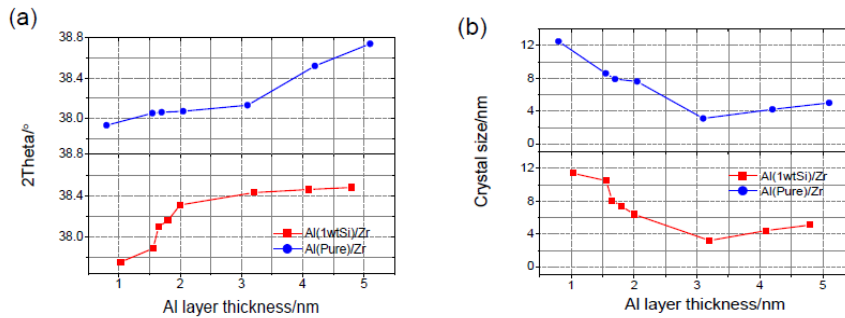 (a)
38.8
38.4
38.0
38.8
38.4
38.0
2Theta/°
Al(1wtSi)/Zr
Al(Pure)/Zr
1 2 3 4 5
Al layer thickness/nm
(b)
12
8
4
0
12
8
4
0
Crystal size/nm
Al(1wtSi)/Zr
Al(Pure)/Zr
1 2 3 4 5
Al layer thickness/nm